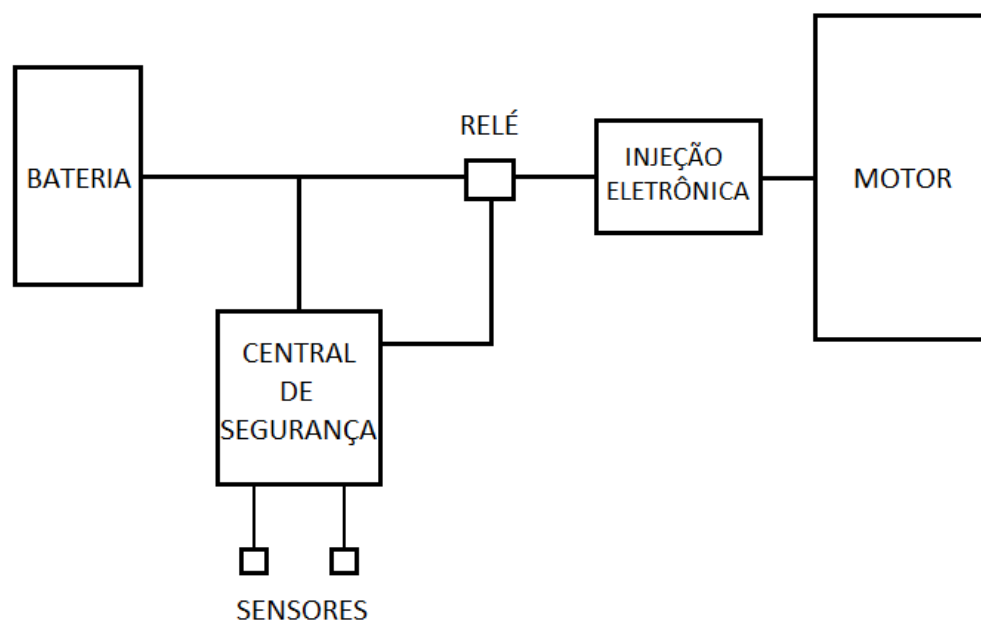 BATERIA
RELÉ
INJEÇÃO
ELETRÔNICA
MOTOR
CENTRAL
DE
SEGURANÇA
SENSORES